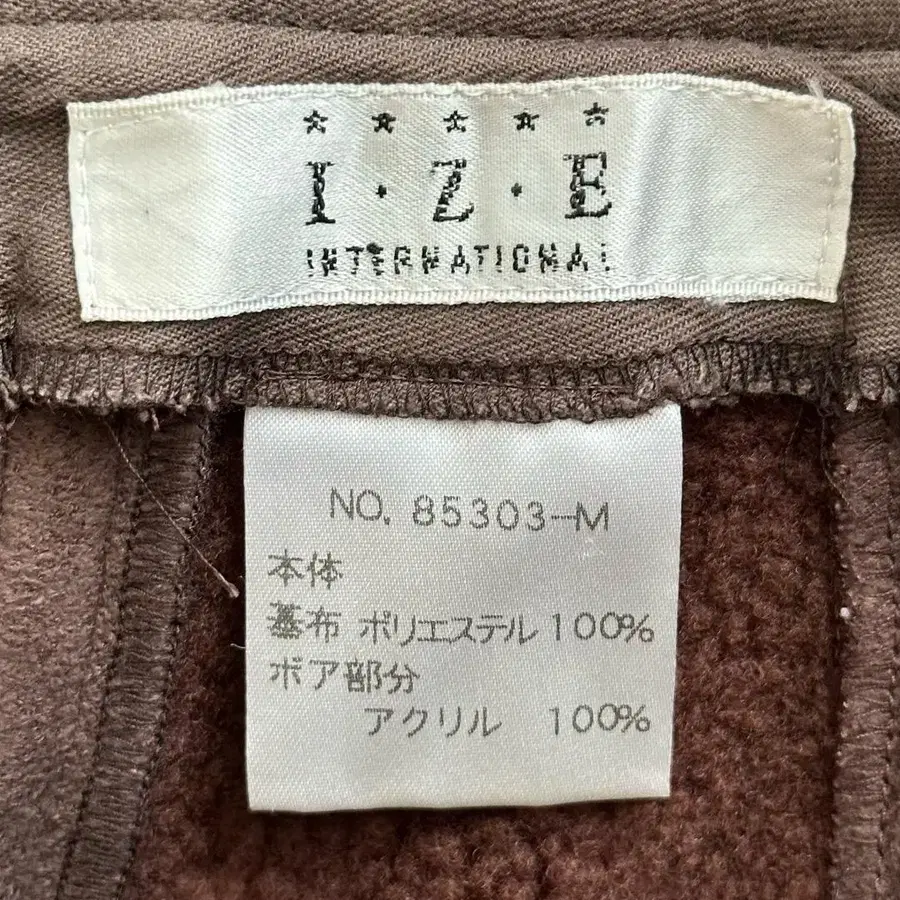 I・Z・E
INTERNATIONAL
NO. 85303-M
本体
基布 ポリエステル 100%
ボア部分
アクリル 100%